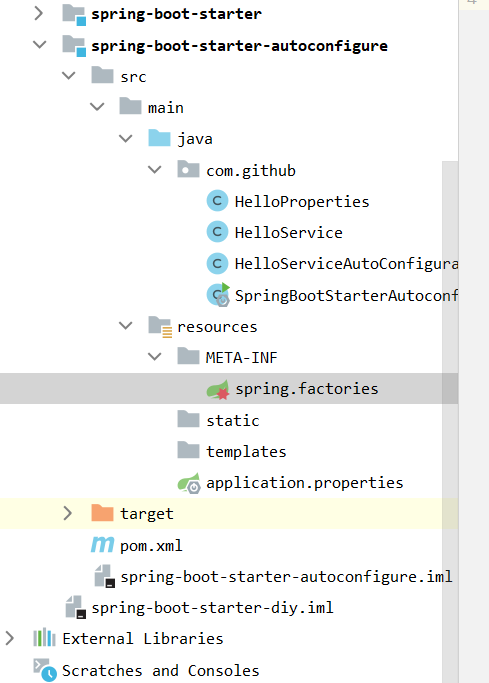 spring-boot-starter
spring-boot-starter-autoconfigure
src
main
java
com.github
HelloProperties
HelloService
HelloServiceAutoConfigura
SpringBootStarterAutoconf
resources
META-INF
spring.factories
static
templates
application.properties
target
pom.xml
spring-boot-starter-autoconfigure.iml
spring-boot-starter-diy.iml
External Libraries
Scratches and Consoles